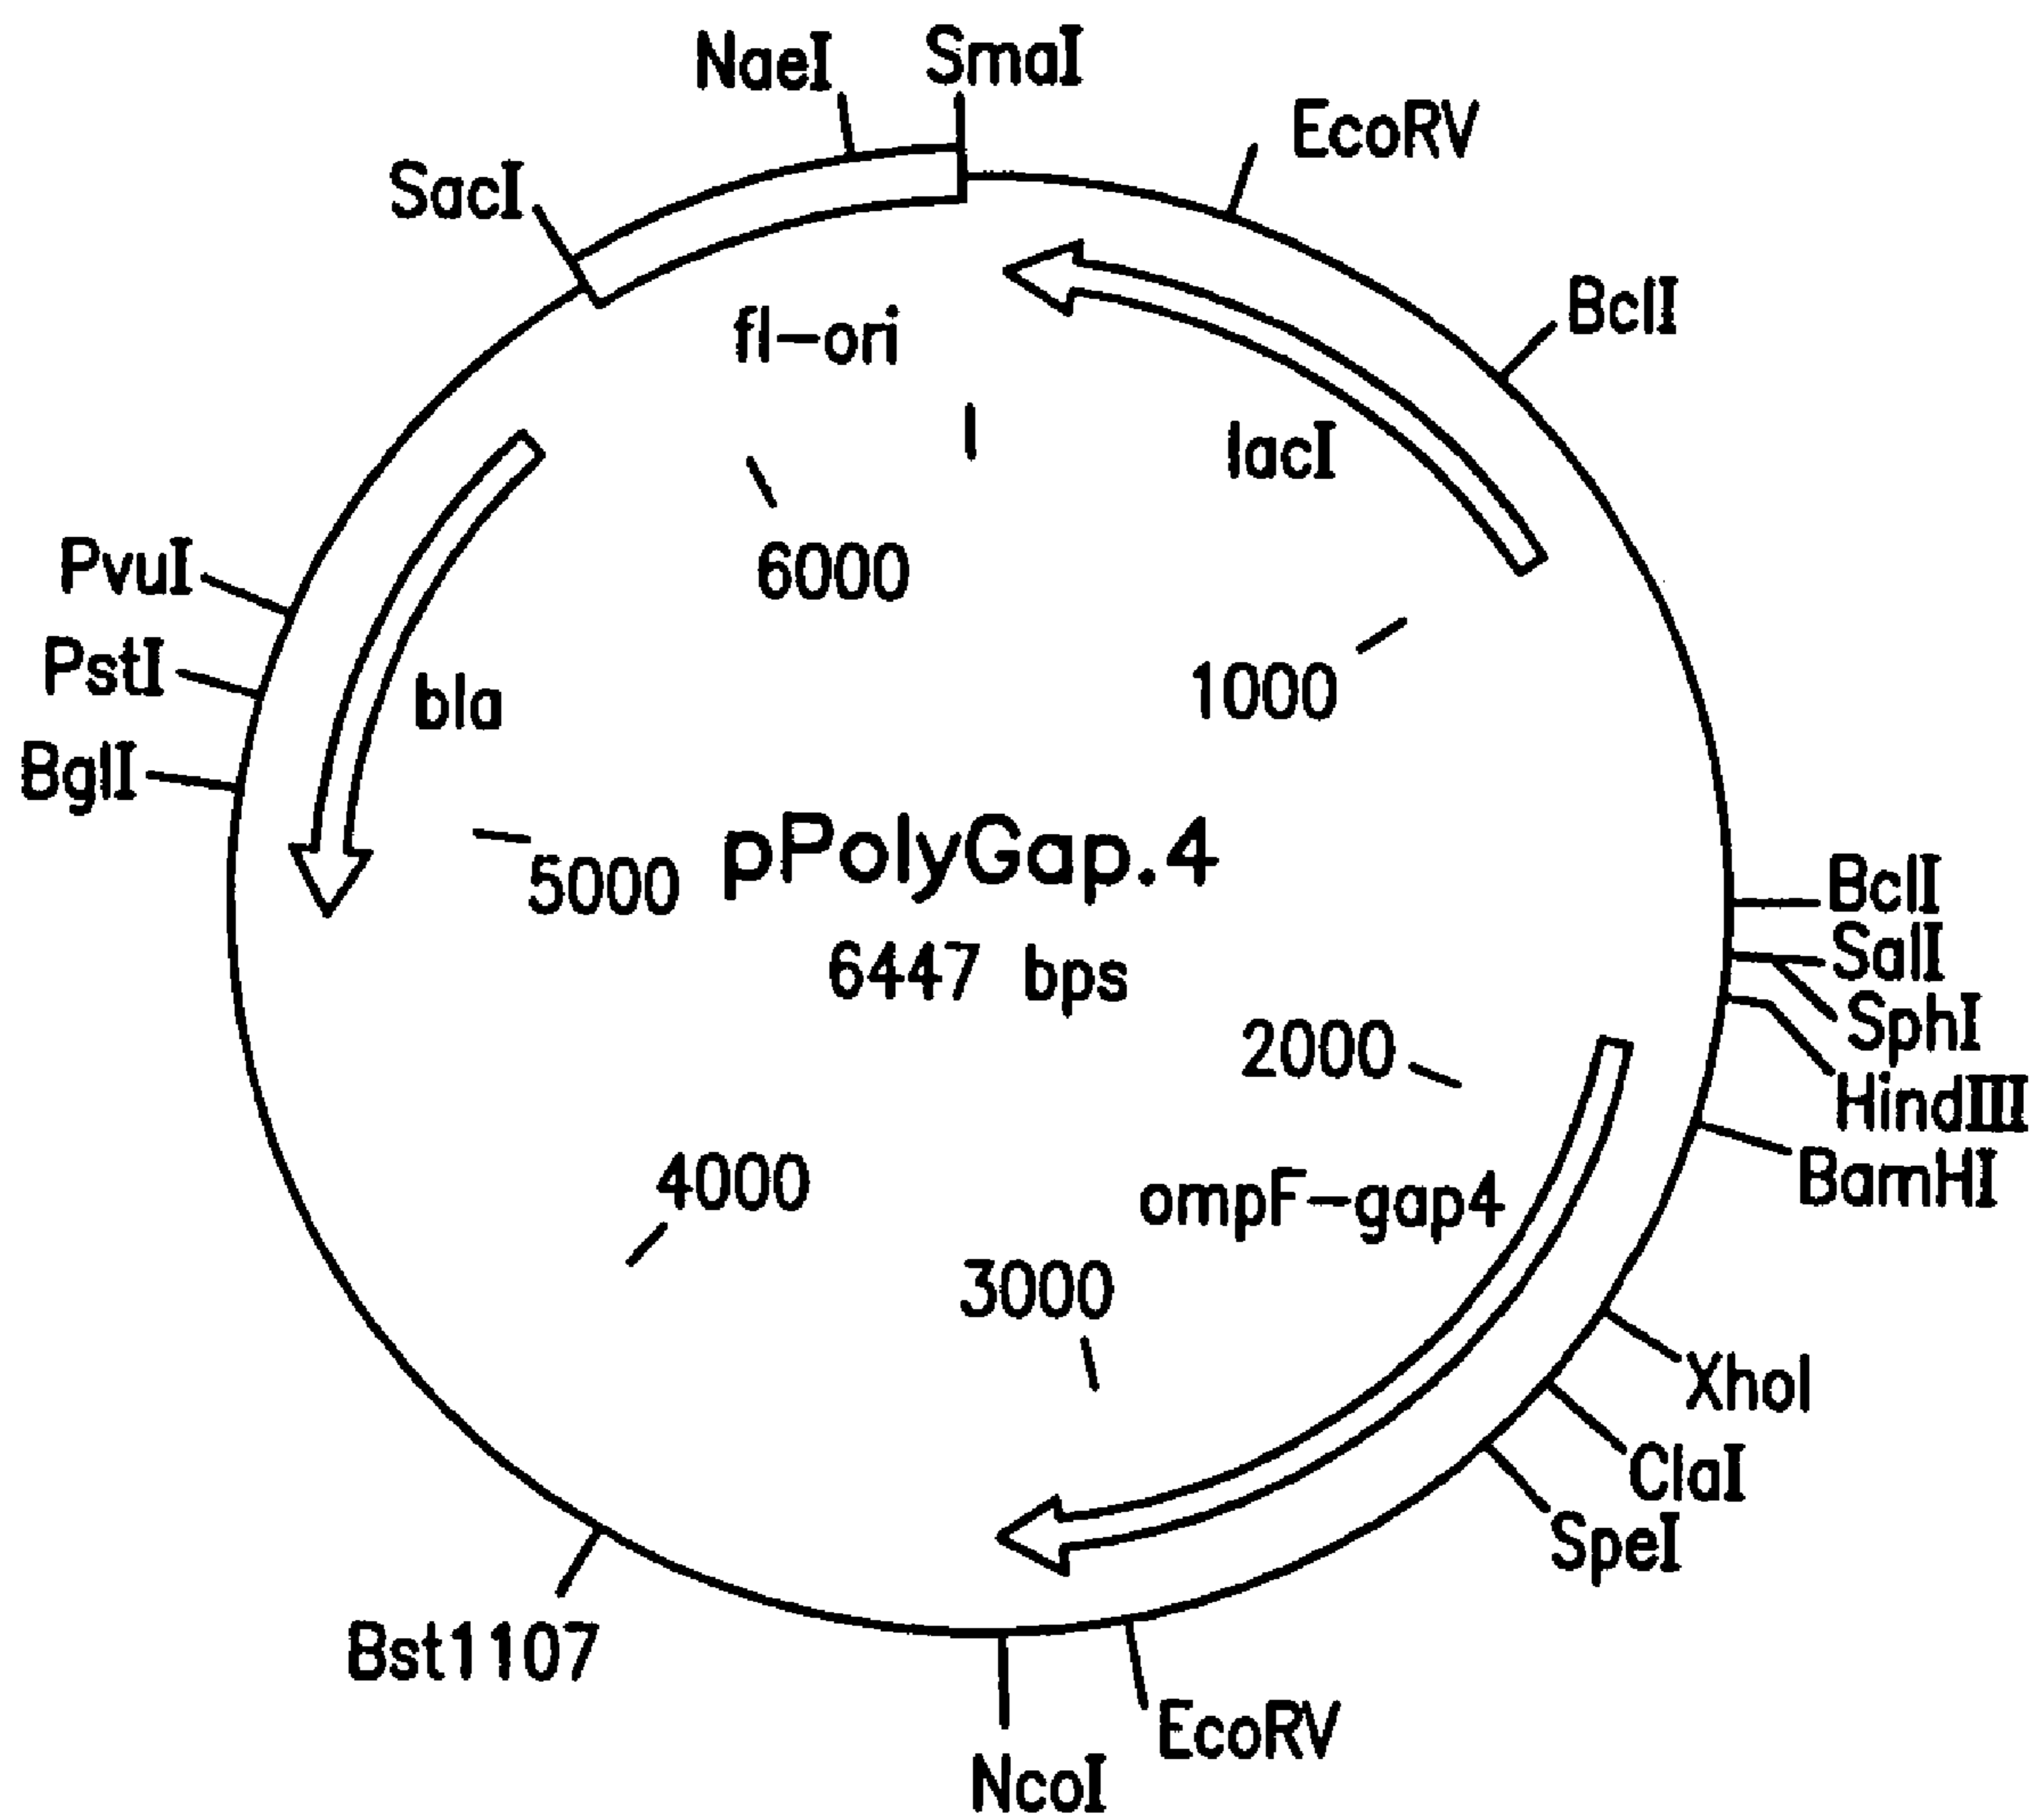 NaeI
SmaI
EcoRV
SacI
BclI
fl-ori
lacI
6000
PvuI
PstI
bla
1000
BglI
5000
pPolyGap.4
6447 bps
BclI
SalI
SphI
HindIII
BamHI
2000
ompF-gap4
4000
3000
XhoI
ClaI
SpeI
Bst1107
EcoRV
NcoI